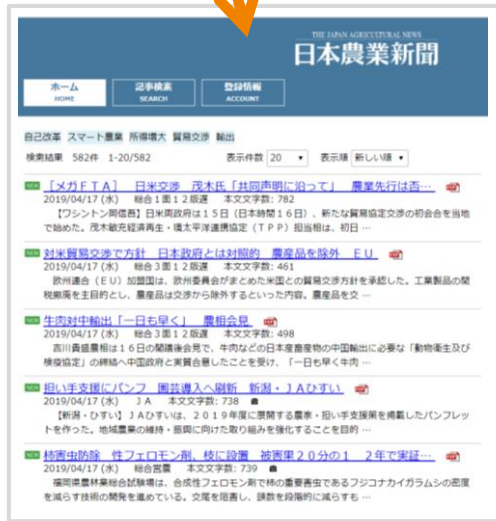 THE JAPAN AGRICULTURAL NEWS
日本農業新聞
ホーム 記事検索 登録情報
HOME SEARCH ACCOUNT
自己改革 スマート農業 所得増大 貿易交渉 輸出
検索結果 582件 1-20/582 表示件数 20 表示順 新しい順
NEW [メガFTA] 日米交渉 茂木氏「共同声明に沿って」 農業先行は否…
2019/04/17 (水) 総合1面12版遅 本文文字数: 782
【ワシントン岡信吾】日米両政府は15日(日本時間16日)、新たな貿易協定交渉の初会合を当地
で始めた。茂木敏充経済再生・環太平洋連携協定(TPP)担当相は、初日 …
NEW 対米貿易交渉で方針 日本政府とは対照的 農産品を除外 EU
2019/04/17 (水) 総合3面12版遅 本文文字数: 461
欧州連合(EU)加盟国は、欧州委員会がまとめた米国との貿易交渉方針を承認した。工業製品の関
税撤廃を主目的とし、農産品は交渉から除外するといった内容。農産品を交 …
NEW 牛肉対中輸出「一日も早く」 農相会見
2019/04/17 (水) 総合3面12版遅 本文文字数: 498
吉川貴盛農相は16日の閣議後会見で、牛肉などの日本産畜産物の中国輸出に必要な「動物衛生及び
検疫協定」の締結へ中国政府と実質合意したことを受け、「一日も早く牛肉 …
NEW 担い手支援にパンフ 園芸導入へ刷新 新潟・JAひすい
2019/04/17 (水) JA 本文文字数: 738
【新潟・ひすい】JAひすいは、2019年度に展開する農家・担い手支援策を掲載したパンフレッ
トを作った。地域農業の維持・振興に向けた取り組みを強化することを目的 …
NEW 柿害虫防除 性フェロモン剤、枝に設置 被害果20分の1 2年で実証…
2019/04/17 (水) 総合営農 本文文字数: 739
福岡県農林業総合試験場は、合成性フェロモン剤で柿の重要害虫であるフジコナカイガラムシの密度
を減らす技術の開発を進めている。交尾を阻害し、頭数を段階的に減らすも …